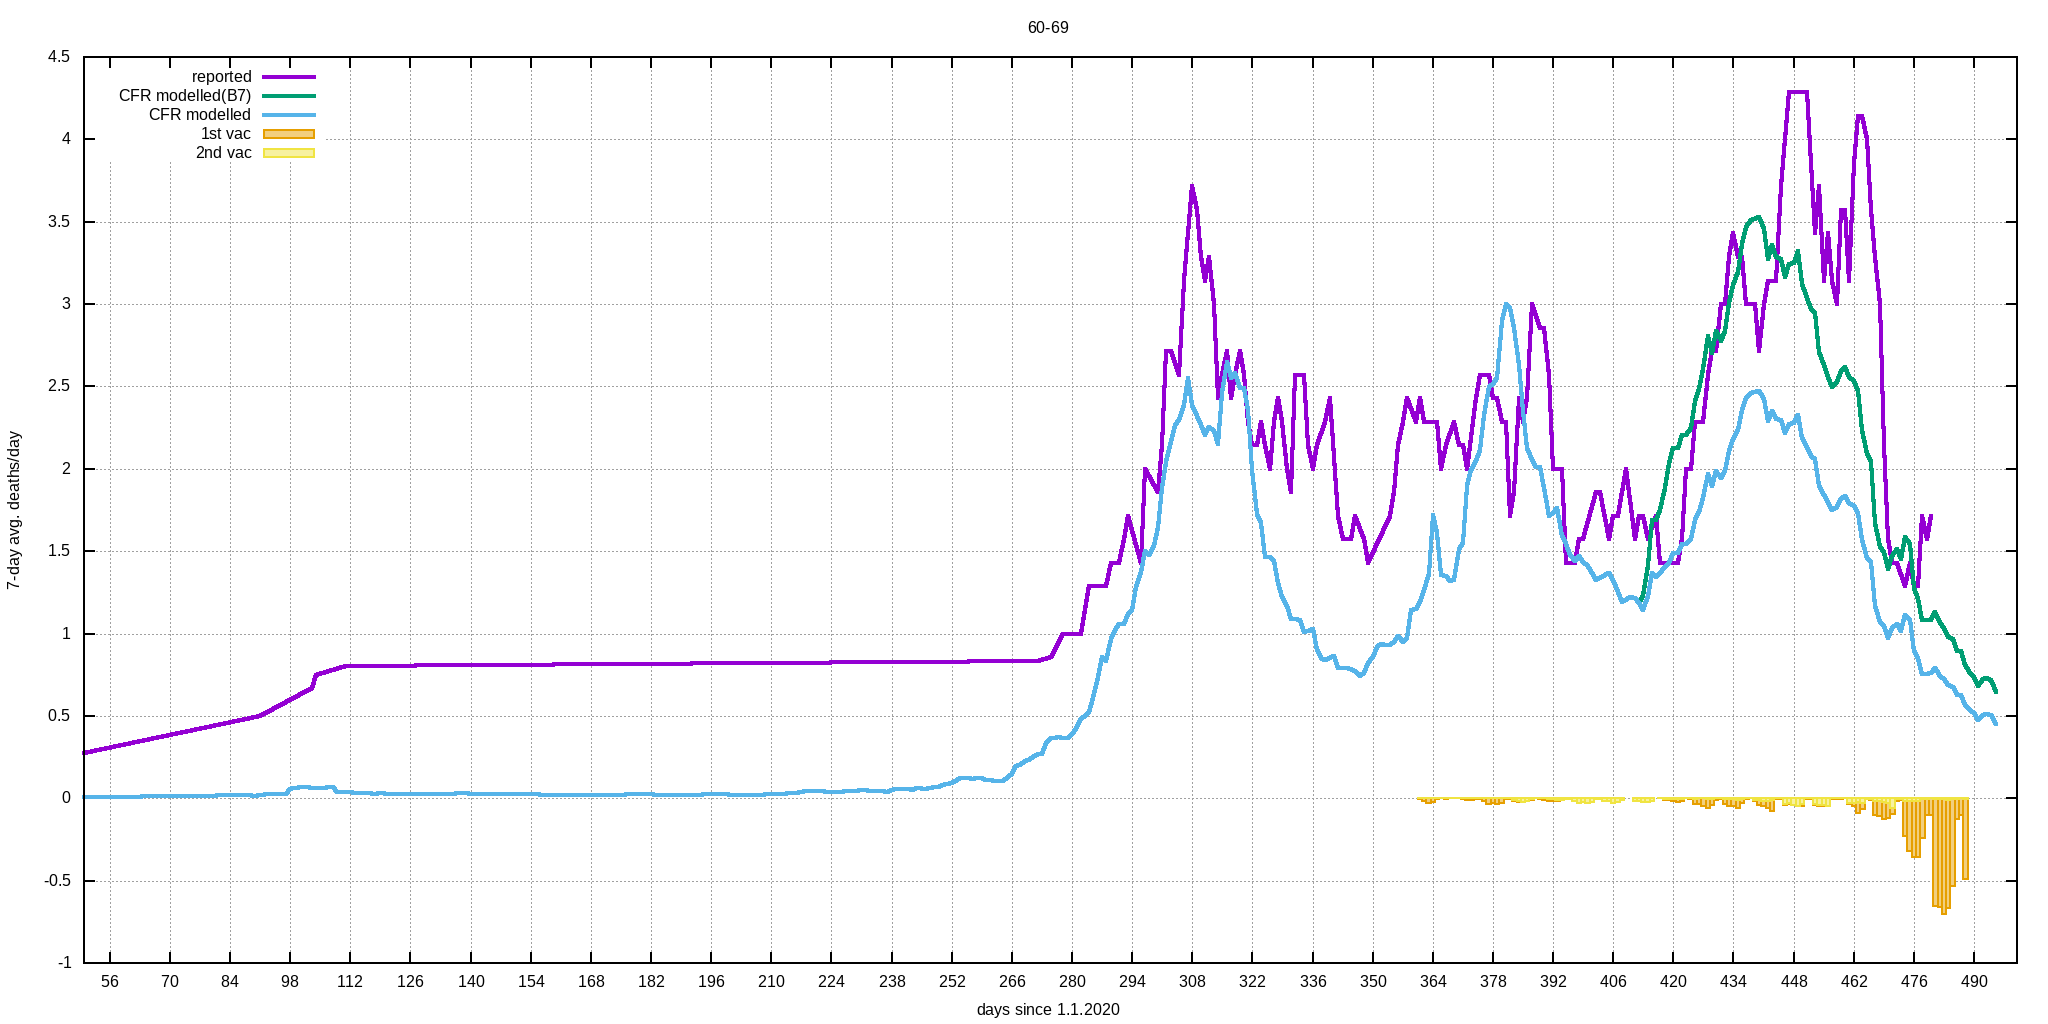 60-69
4.5
4
3.5
3
2.5
2
1.5
1
0.5
0
-0.5
-1
7-day avg. deaths/day
reported
CFR modelled(B7)
CFR modelled
1st vac
2nd vac
56 70 84 98 112 126 140 154 168 182 196 210 224 238 252 266 280 294 308 322 336 350 364 378 392 406 420 434 448 462 476 490
days since 1.1.2020